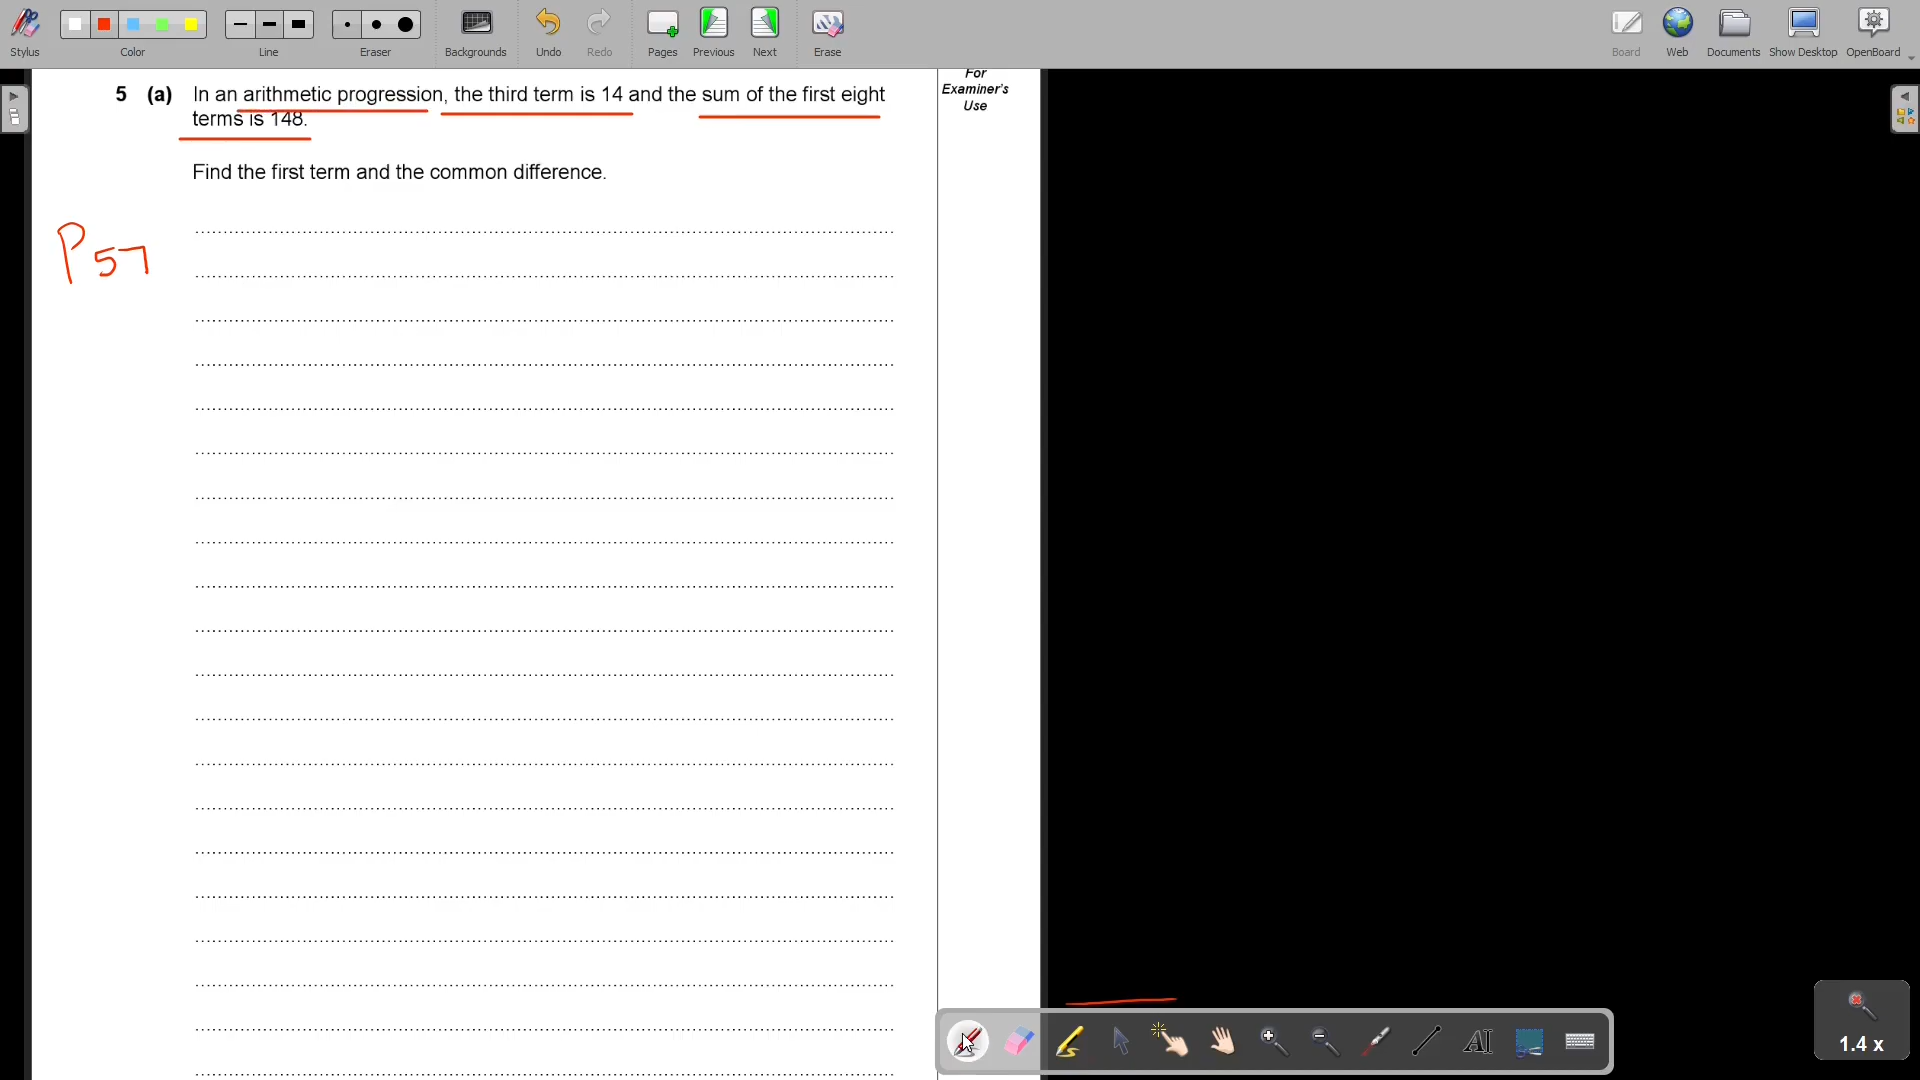 Stylus Color Line Eraser Backgrounds Undo Redo Pages Previous Next Erase Board Web Documents Show Desktop OpenBoard
For
Examiner's
Use
5 (a) In an arithmetic progression, the third term is 14 and the sum of the first eight
terms is 148.
Find the first term and the common difference.
P57
AI
1.4 x